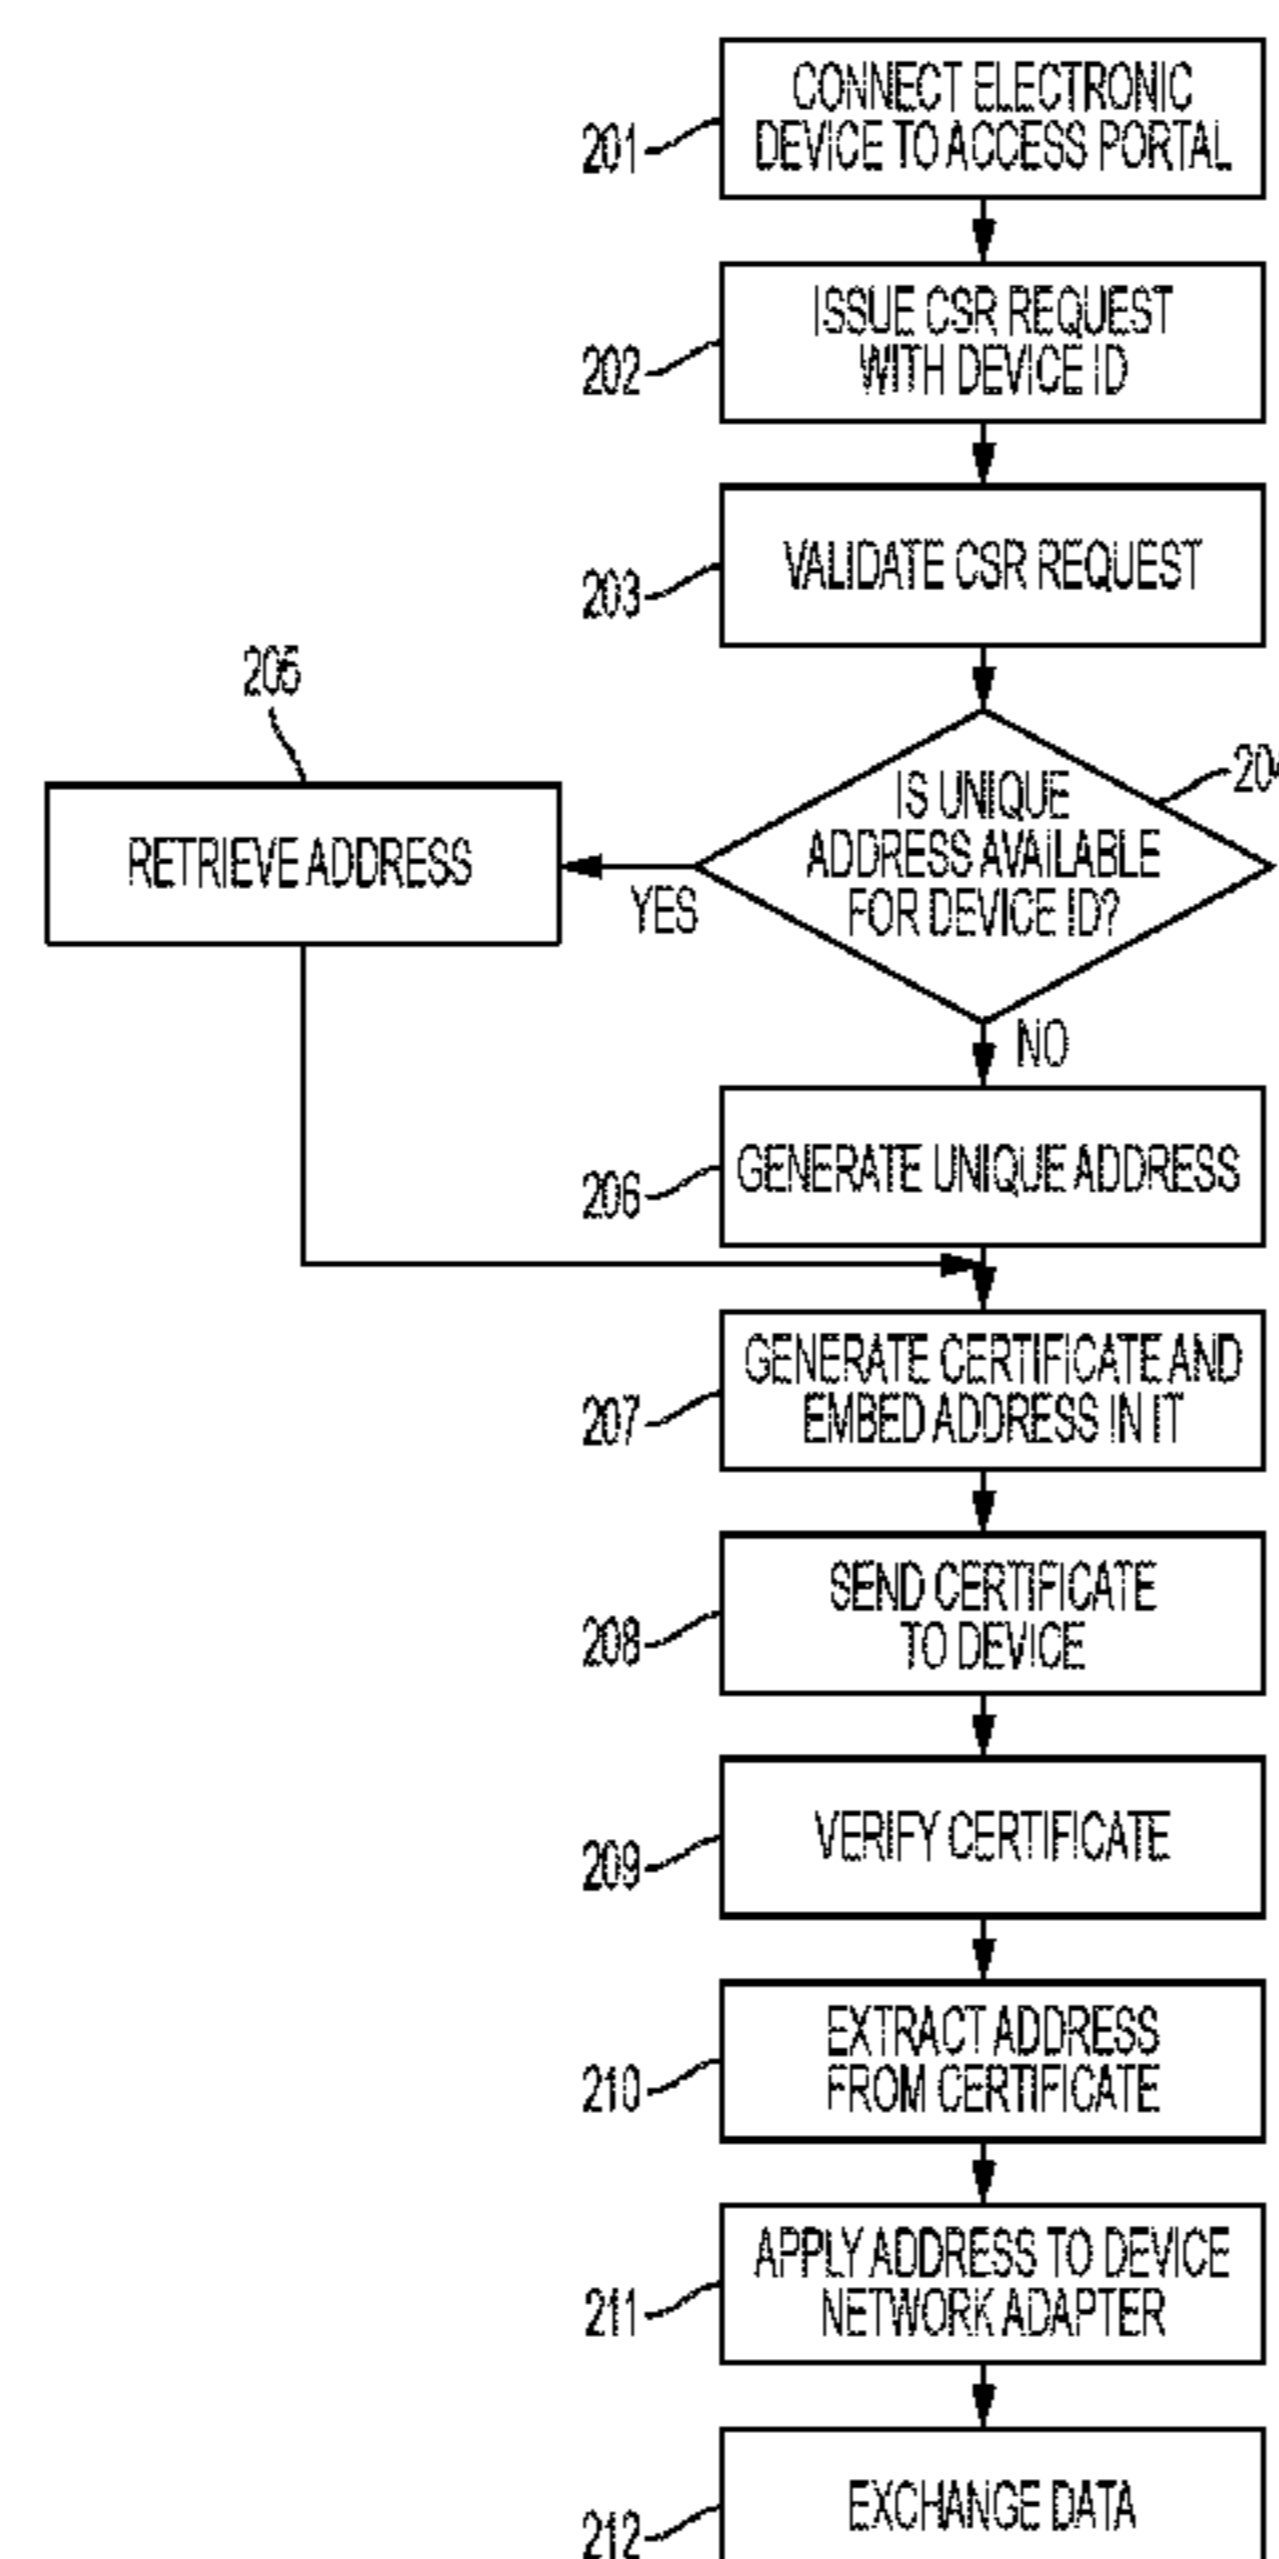 CONNECT ELECTRONIC
DEVICE TO ACCESS PORTAL
201
ISSUE CSR REQUEST
WITH DEVICE ID
202
VALIDATE CSR REQUEST
203
205
204
IS UNIQUE
ADDRESS AVAILABLE
FOR DEVICE ID?
RETRIEVE ADDRESS
YES
NO
GENERATE UNIQUE ADDRESS
206
GENERATE CERTIFICATE AND
EMBED ADDRESS IN IT
207
SEND CERTIFICATE
TO DEVICE
208
VERIFY CERTIFICATE
209
EXTRACT ADDRESS
FROM CERTIFICATE
210
APPLY ADDRESS TO DEVICE
NETWORK ADAPTER
211
EXCHANGE DATA
212